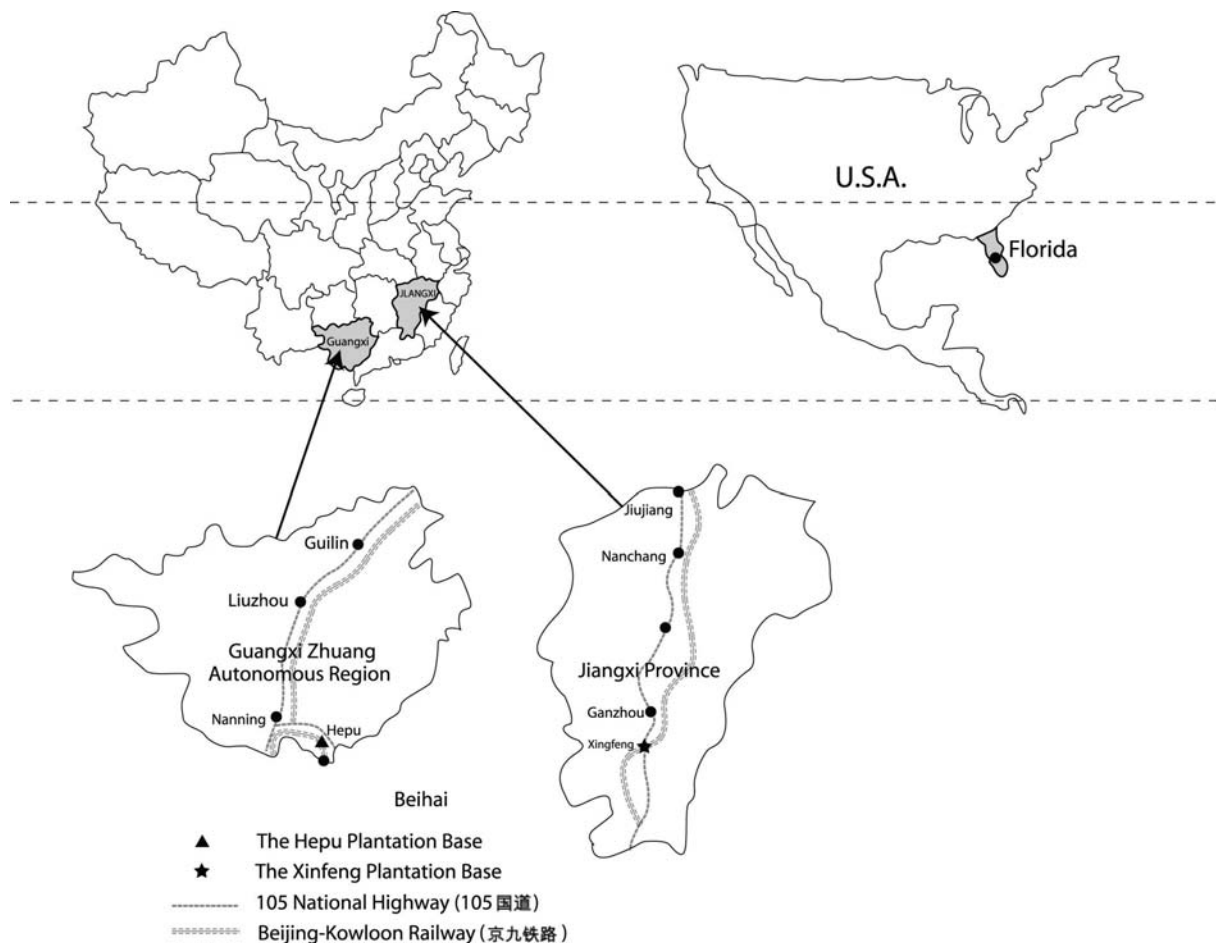 U.S.A.
Florida
JLANGXI
Guangxi
Guilin
Liuzhou
Guangxi Zhuang
Autonomous Region
Nanning
Hepu
Beihai
Jiujiang
Nanchang
Jiangxi Province
Ganzhou
Xingfeng
The Hepu Plantation Base
The Xinfeng Plantation Base
105 National Highway (105国道)
Beijing-Kowloon Railway (京九铁路)